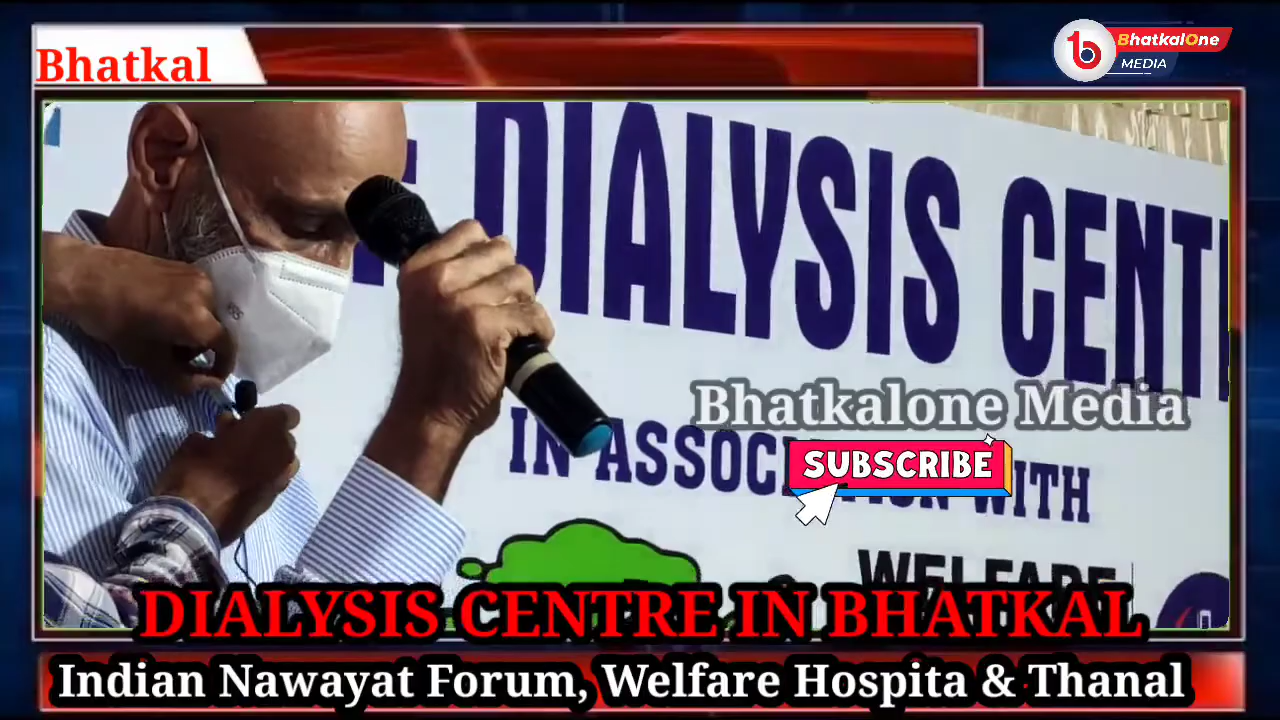 Bhatkal
BhatkalOne
MEDIA
DIALYSIS CENT
IN ASSOCIATION WITH
WELFARE
Bhatkalone Media
SUBSCRIBE
DIALYSIS CENTRE IN BHATKAL
Indian Nawayat Forum, Welfare Hospita & Thanal